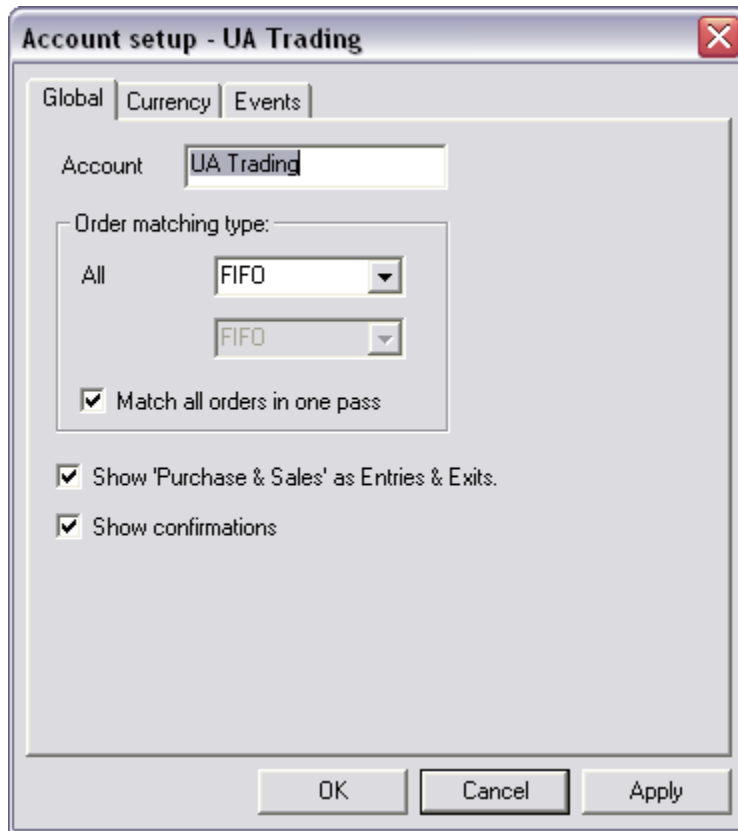 Account setup - UA Trading
Global Currency Events
Account UA Trading
Order matching type:
All FIFO
FIFO
Match all orders in one pass
Show 'Purchase & Sales' as Entries & Exits.
Show confirmations
OK Cancel Apply